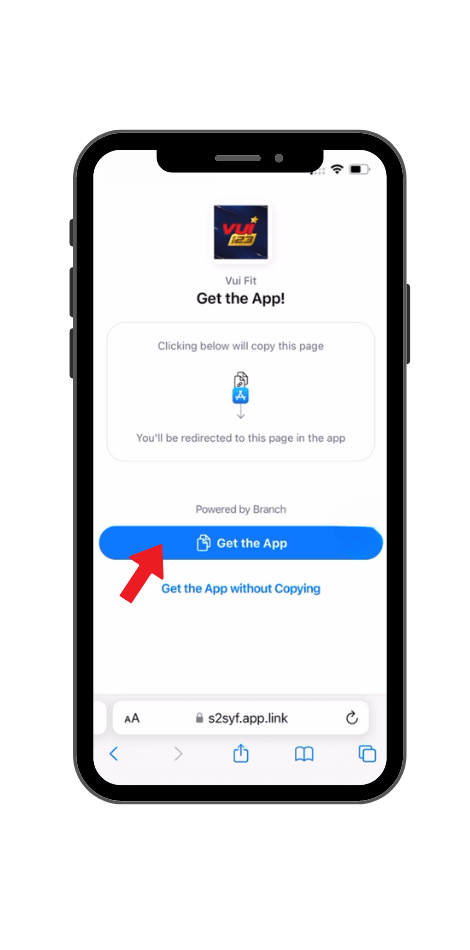 VUI
123
Vui Fit
Get the App!
Clicking below will copy this page
You'll be redirected to this page in the app
Powered by Branch
Get the App
Get the App without Copying
AA
s2syf.app.link